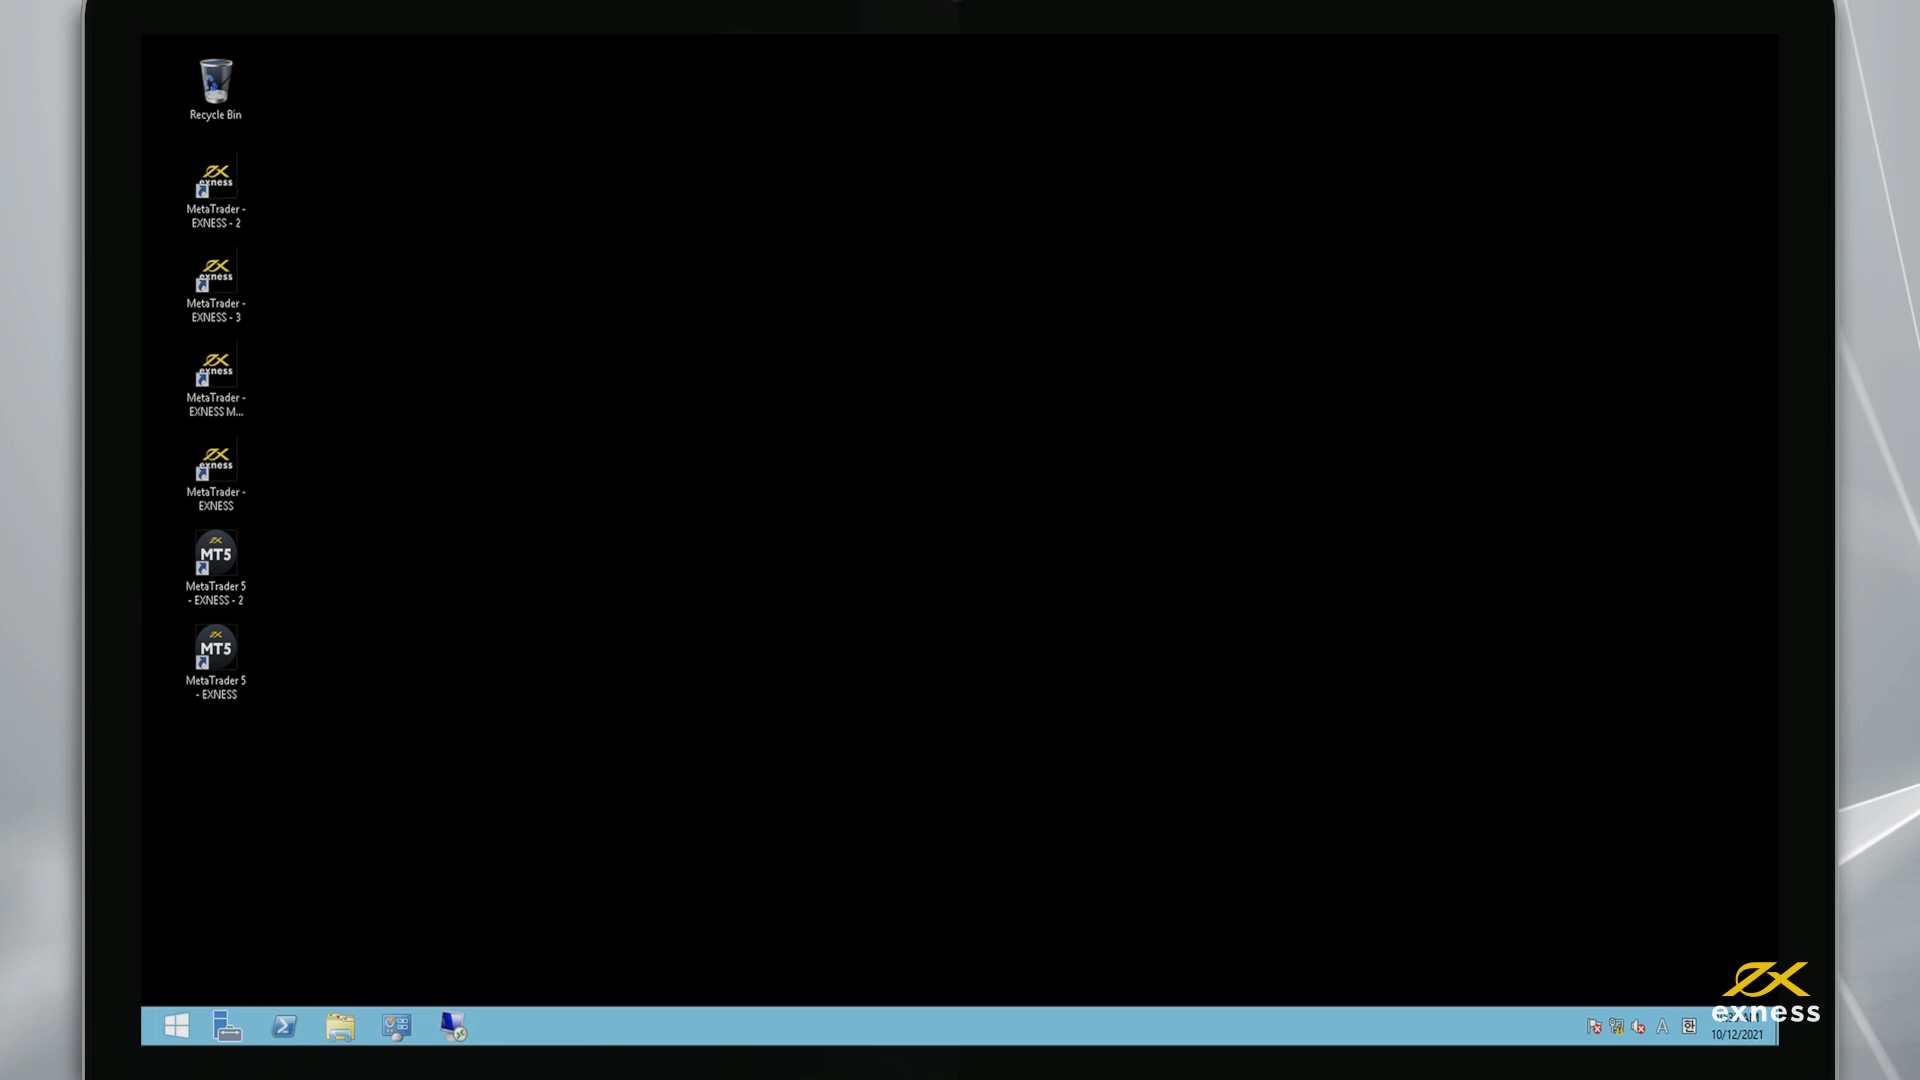 Recycle Bin
exness
MetaTrader -
EXNESS - 2
exness
MetaTrader -
EXNESS - 3
exness
MetaTrader -
EXNESS M...
exness
MetaTrader -
EXNESS
MT5
MetaTrader 5
- EXNESS - 2
MT5
MetaTrader 5
- EXNESS
A 한
10/12/2021
exness